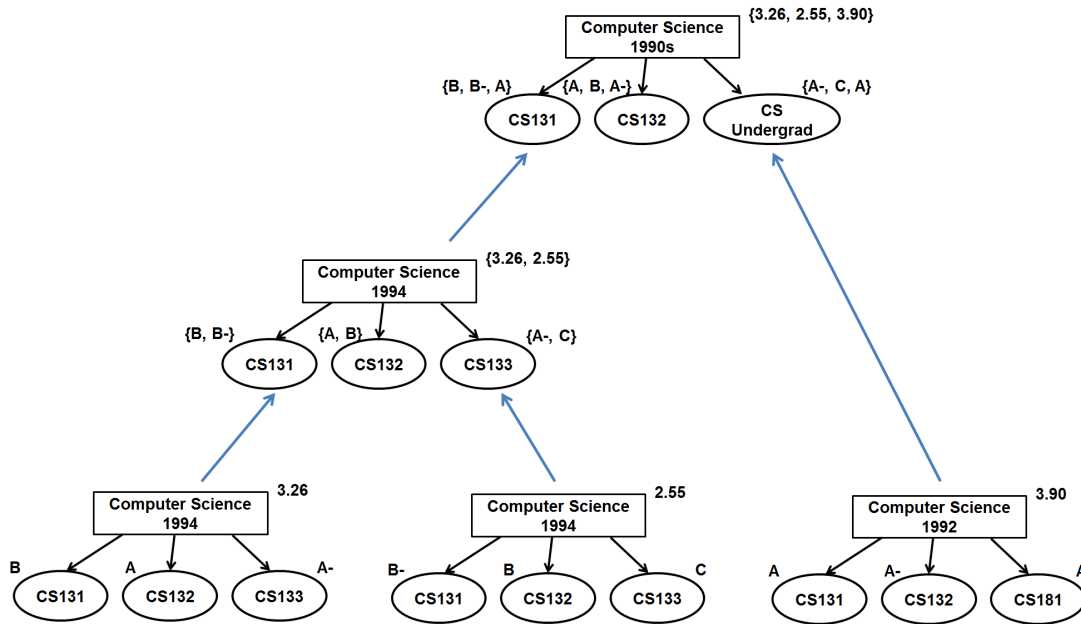 {3.26, 2.55, 3.90}
Computer Science
1990s
{B, B-, A}
{A, B, A-}
{A-, C, A}
CS131
CS132
CS
Undergrad
{3.26, 2.55}
Computer Science
1994
{B, B-}
{A, B}
{A-, C}
CS131
CS132
CS133
3.26
Computer Science
1994
B
A
A-
CS131
CS132
CS133
2.55
Computer Science
1994
B-
B
C
CS131
CS132
CS133
3.90
Computer Science
1992
A
A-
A
CS131
CS132
CS181